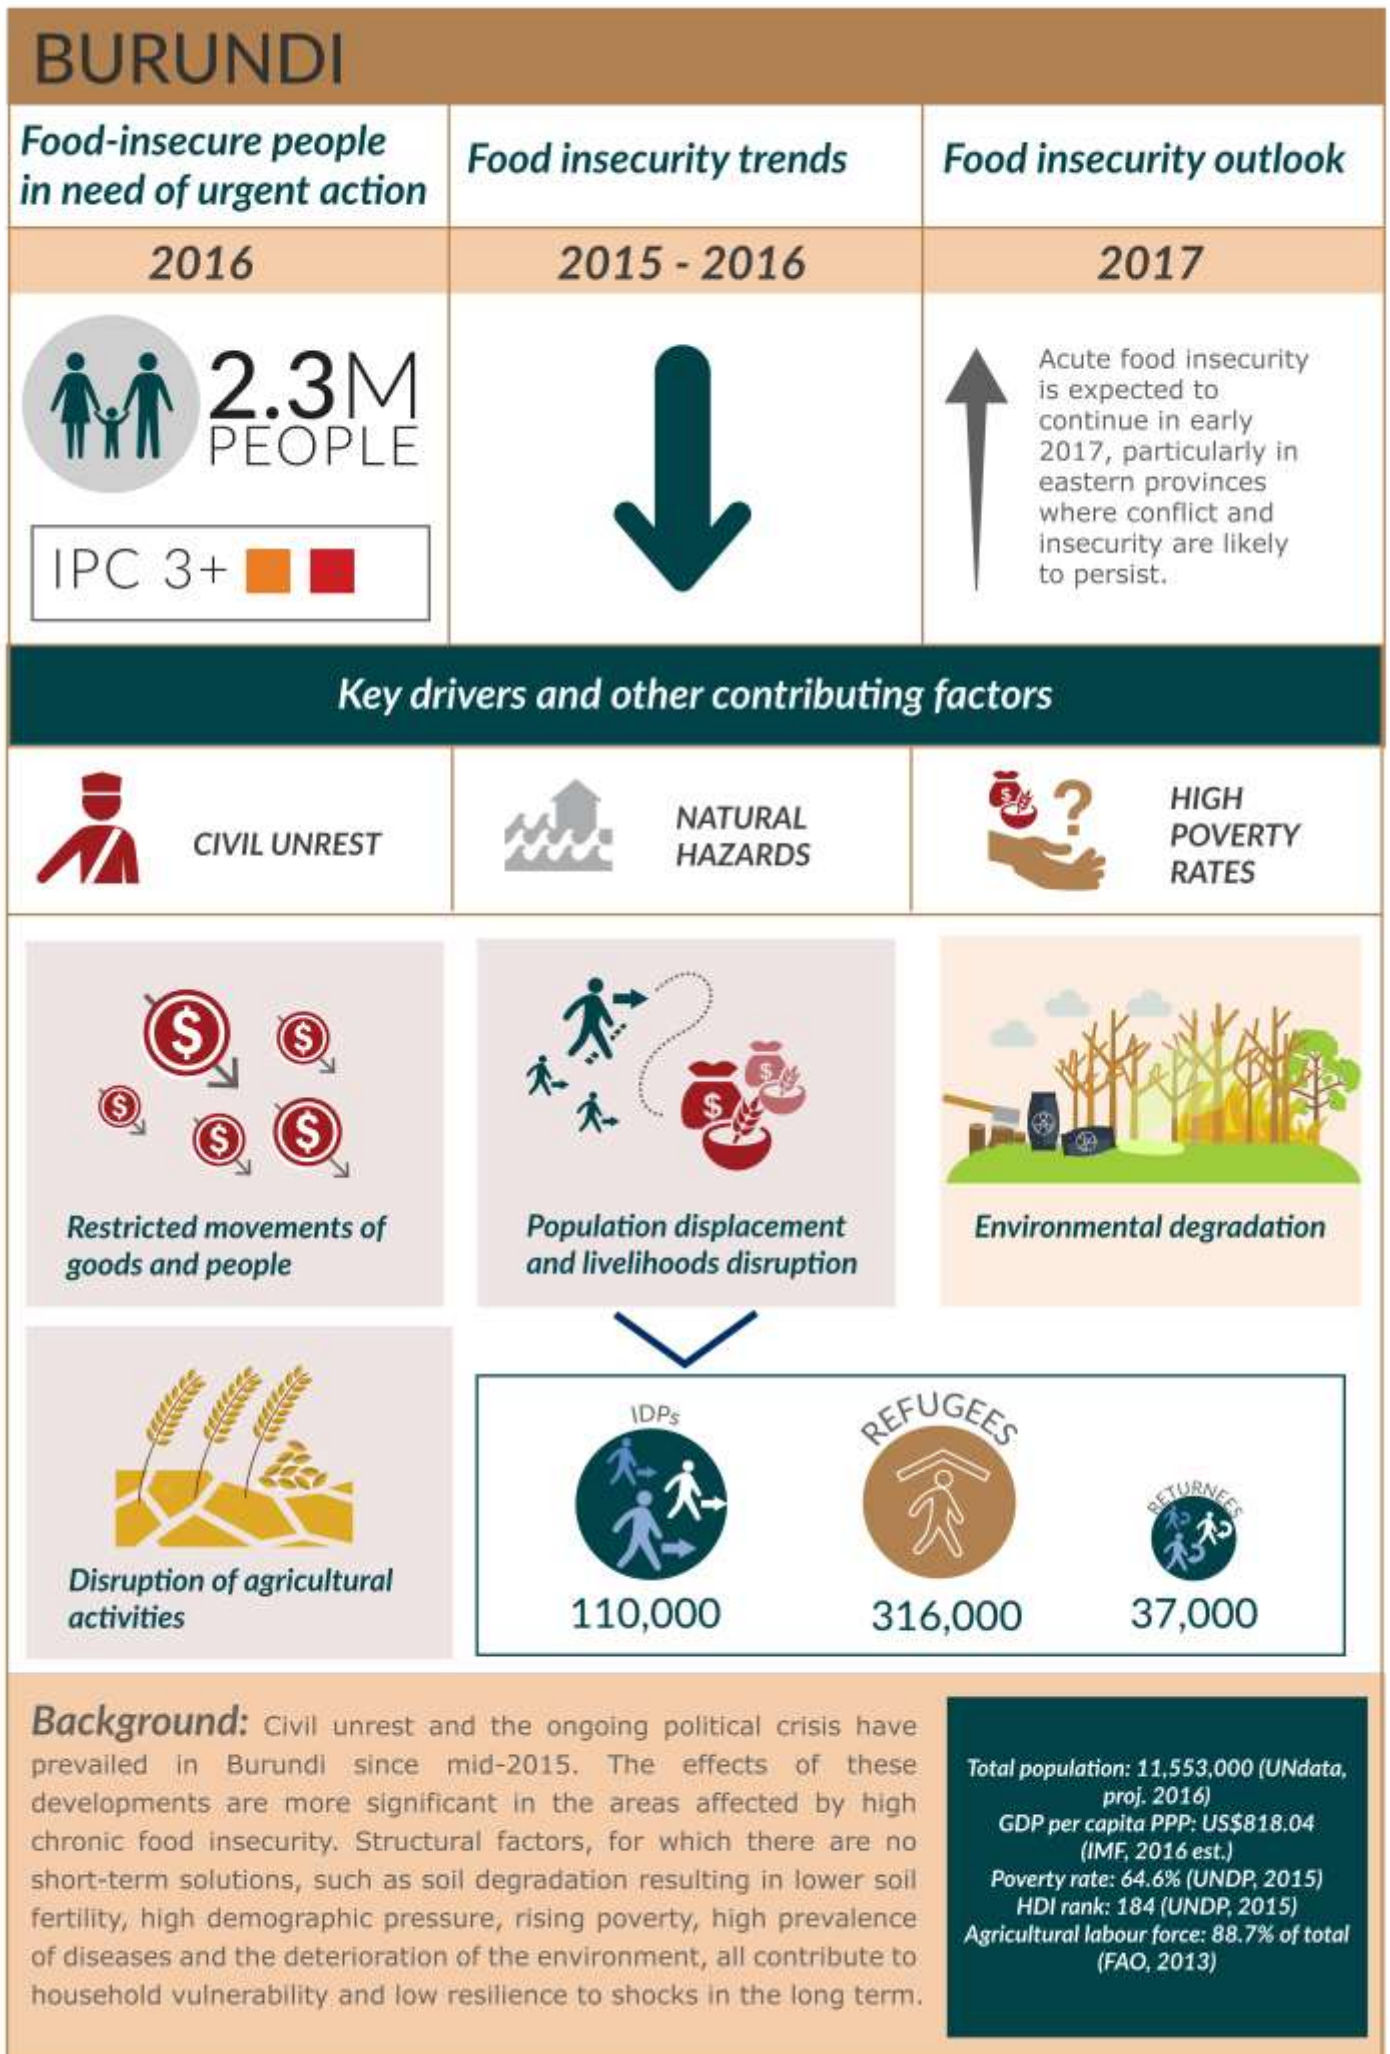 BURUNDI
Food-insecure people
in need of urgent action
Food insecurity trends
Food insecurity outlook
2016
2015 - 2016
2017
2.3M
PEOPLE
IPC 3+
Acute food insecurity
is expected to
continue in early
2017, particularly in
eastern provinces
where conflict and
insecurity are likely
to persist.
Key drivers and other contributing factors
CIVIL UNREST
NATURAL
HAZARDS
?
HIGH
POVERTY
RATES
$
$
$
$
$
Restricted movements of
goods and people
$
$
Population displacement
and livelihoods disruption
Environmental degradation
Disruption of agricultural
activities
IDPs
REFUGEES
RETURNEES
110,000
316,000
37,000
Background: Civil unrest and the ongoing political crisis have
prevailed in Burundi since mid-2015. The effects of these
developments are more significant in the areas affected by high
chronic food insecurity. Structural factors, for which there are no
short-term solutions, such as soil degradation resulting in lower soil
fertility, high demographic pressure, rising poverty, high prevalence
of diseases and the deterioration of the environment, all contribute to
household vulnerability and low resilience to shocks in the long term.
Total population: 11,553,000 (UNdata,
proj. 2016)
GDP per capita PPP: US$818.04
(IMF, 2016 est.)
Poverty rate: 64.6% (UNDP, 2015)
HDI rank: 184 (UNDP, 2015)
Agricultural labour force: 88.7% of total
(FAO, 2013)